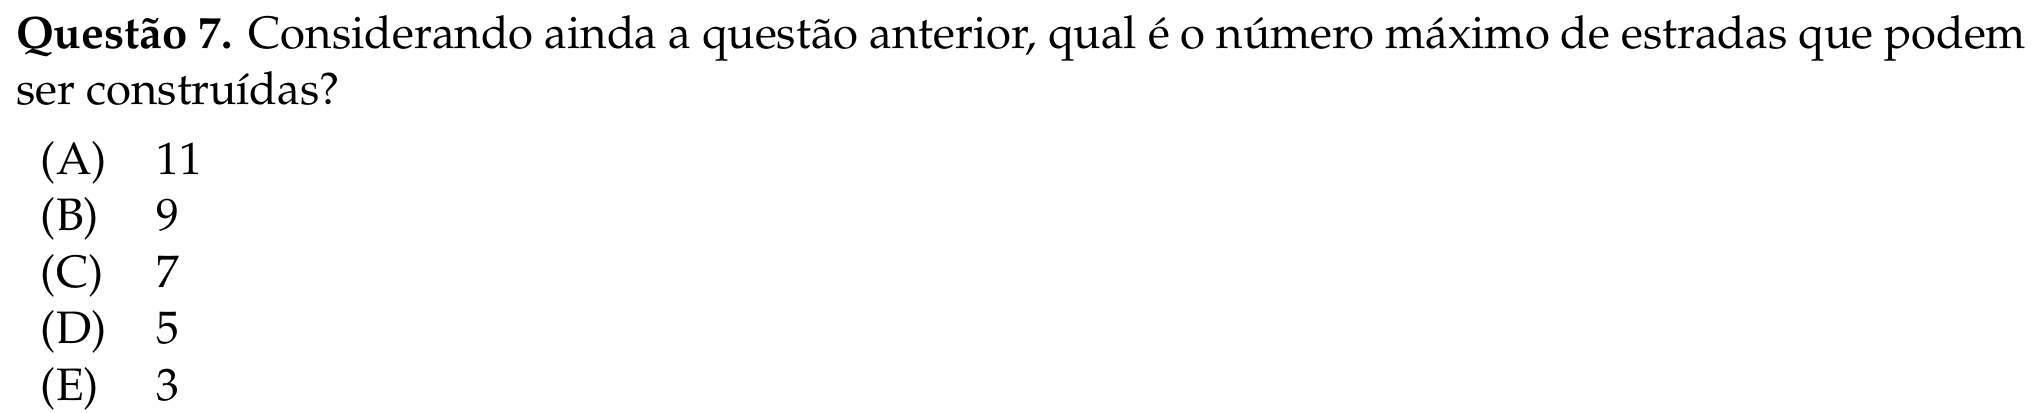 Questão 7. Considerando ainda a questão anterior, qual é o número máximo de estradas que podem
ser construídas?
(A) 11
(B) 9
(C) 7
(D) 5
(E) 3